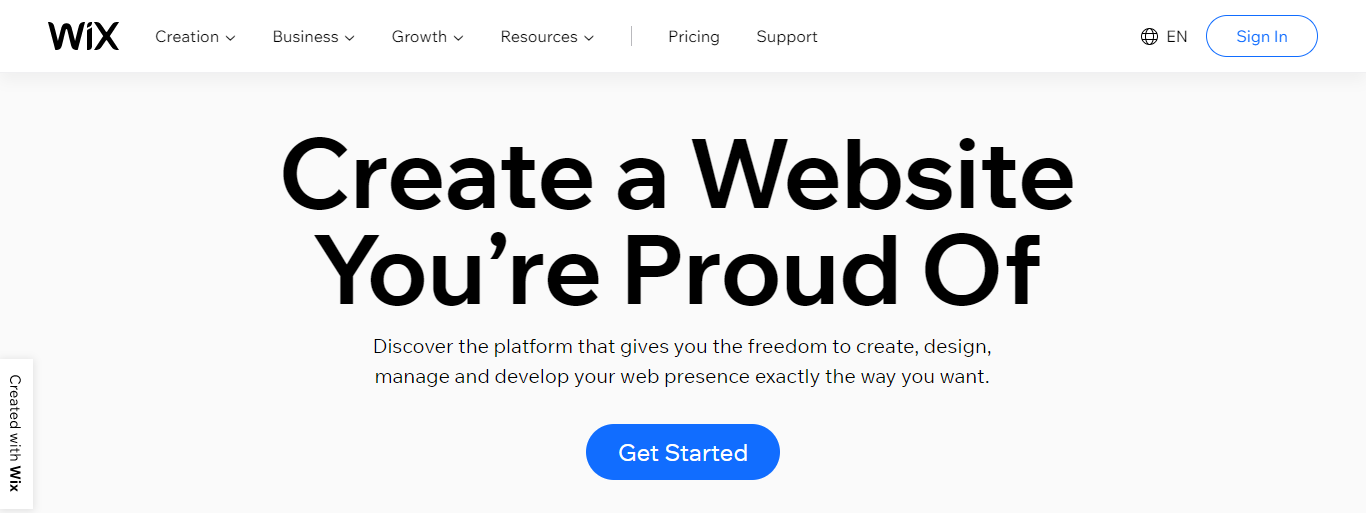 WiX Creation Business Growth Resources Pricing Support EN Sign In
Create a Website
You’re Proud Of
Discover the platform that gives you the freedom to create, design,
manage and develop your web presence exactly the way you want.
Get Started
Created with Wix